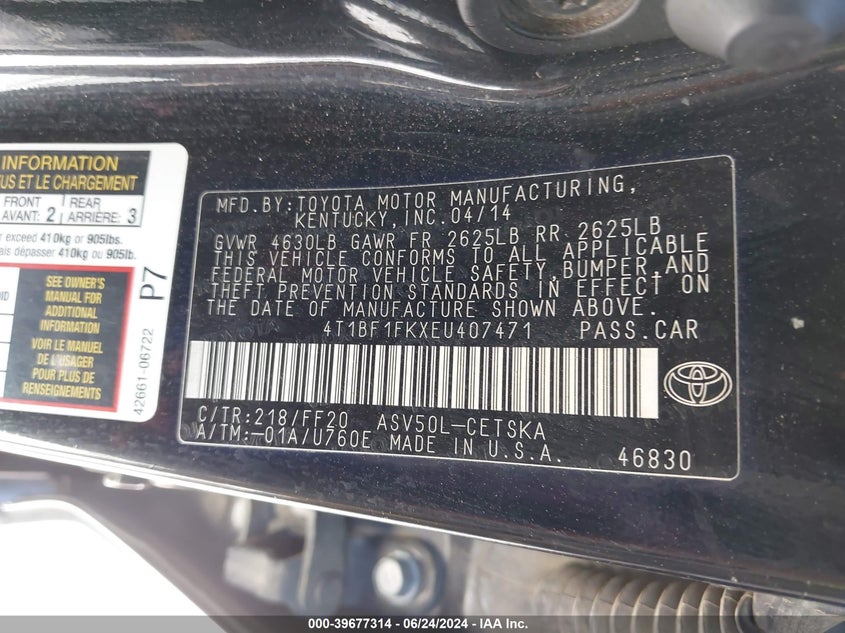 INFORMATION
US ET LE CHARGEMENT
FRONT
AVANT: 2
REAR
ARRIÈRE: 3
r exceed 410kg or 905lbs.
ais dépasser 410kg ou 905lb.
SEE OWNER'S
MANUAL FOR
ADDITIONAL
INFORMATION
VOIR LE MANUEL
DE L'USAGER
POUR PLUS DE
RENSEIGNEMENTS
P7
42661-06722
MFD.BY:TOYOTA MOTOR MANUFACTURING,
KENTUCKY, INC. 04/14
GVWR 4630LB GAWR FR 2625LB RR 2625LB
THIS VEHICLE CONFORMS TO ALL APPLICABLE
FEDERAL MOTOR VEHICLE SAFETY, BUMPER, AND
THEFT PREVENTION STANDARDS IN EFFECT ON
THE DATE OF MANUFACTURE SHOWN ABOVE.
4T1BF1FKXEU407471 PASS.CAR
C/TR:218/FF20 ASV50L-CETSKA
A/TM:-01A/U760E MADE IN U.S.A.
46830
000-39677314 - 06/24/2024 - IAA Inc.